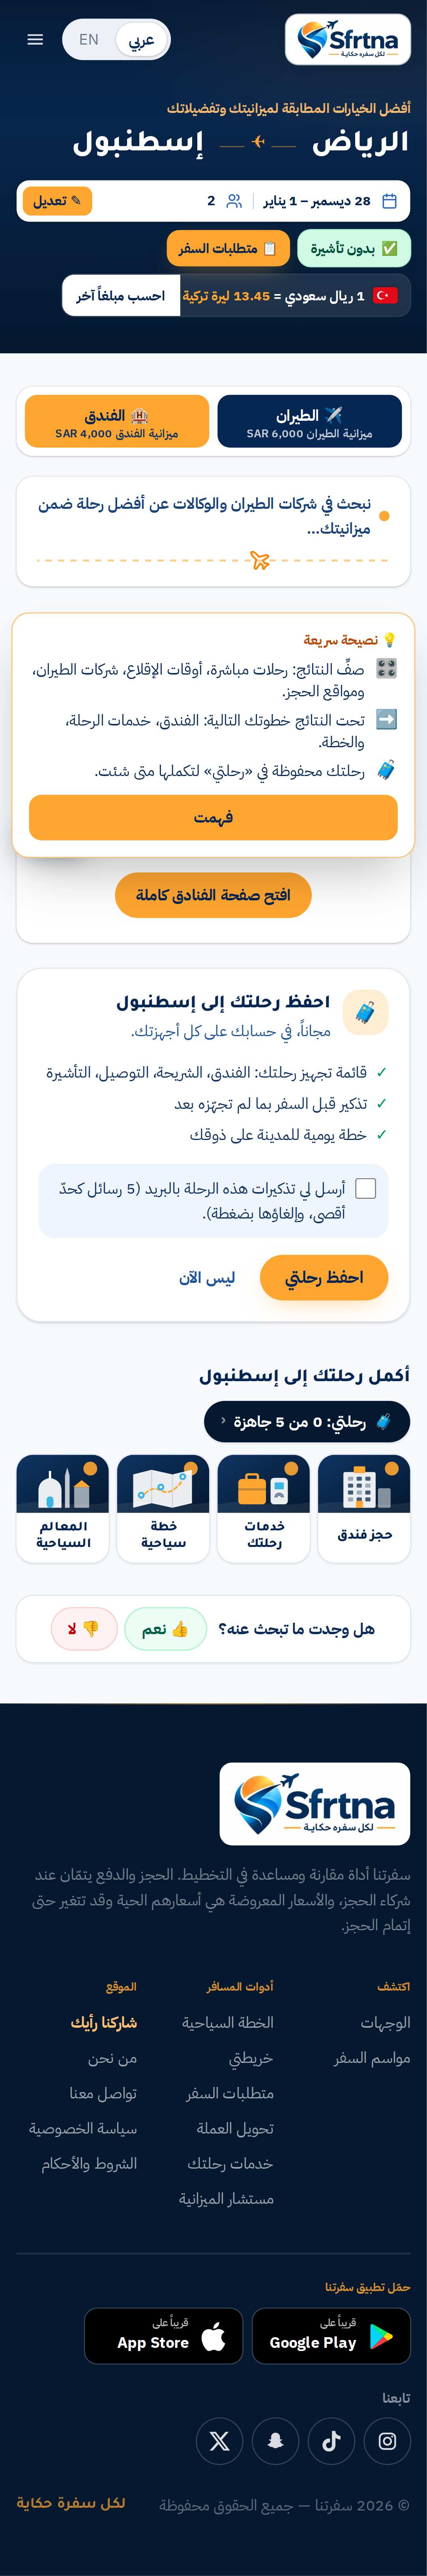 Sfrtna
لكل سفره حكاية
عربي
EN
أفضل الخيارات المطابقة لميزانيتك وتفضيلاتك
الرياض
إسطنبول
28 ديسمبر – 1 يناير
2
تعديل
بدون تأشيرة
متطلبات السفر
1 ريال سعودي = 13.45 ليرة تركية
احسب مبلغاً آخر
الطيران
ميزانية الطيران 6,000 SAR
الفندق
ميزانية الفندق 4,000 SAR
نبحث في شركات الطيران والوكالات عن أفضل رحلة ضمن
ميزانيتك...
نصيحة سريعة
صفِّ النتائج: رحلات مباشرة، أوقات الإقلاع، شركات الطيران،
ومواقع الحجز.
تحت النتائج خطوتك التالية: الفندق، خدمات الرحلة،
والخطة.
رحلتك محفوظة في «رحلتي» لتكملها متى شئت.
فهمت
افتح صفحة الفنادق كاملة
احفظ رحلتك إلى إسطنبول
مجاناً، في حسابك على كل أجهزتك.
✓ قائمة تجهيز رحلتك: الفندق، الشريحة، التوصيل، التأشيرة
✓ تذكير قبل السفر بما لم تجهّزه بعد
✓ خطة يومية للمدينة على ذوقك
أرسل لي تذكيرات هذه الرحلة بالبريد (5 رسائل كحدّ
أقصى، وإلغاؤها بضغطة).
احفظ رحلتي
ليس الآن
أكمل رحلتك إلى إسطنبول
رحلتي: 0 من 5 جاهزة
حجز فندق
خدمات
رحلتك
خطة
سياحية
المعالم
السياحية
هل وجدت ما تبحث عنه؟
نعم
لا
Sfrtna
لكل سفره حكاية
سفرتنا أداة مقارنة ومساعدة في التخطيط. الحجز والدفع يتمّان عند
شركاء الحجز، والأسعار المعروضة هي أسعارهم الحية وقد تتغير حتى
إتمام الحجز.
اكتشف
الوجهات
مواسم السفر
أدوات المسافر
الخطة السياحية
خريطتي
متطلبات السفر
تحويل العملة
خدمات رحلتك
مستشار الميزانية
الموقع
شاركنا رأيك
من نحن
تواصل معنا
سياسة الخصوصية
الشروط والأحكام
حمّل تطبيق سفرتنا
قريباً على
Google Play
قريباً على
App Store
تابعنا
© 2026 سفرتنا — جميع الحقوق محفوظة
لكل سفرة حكاية